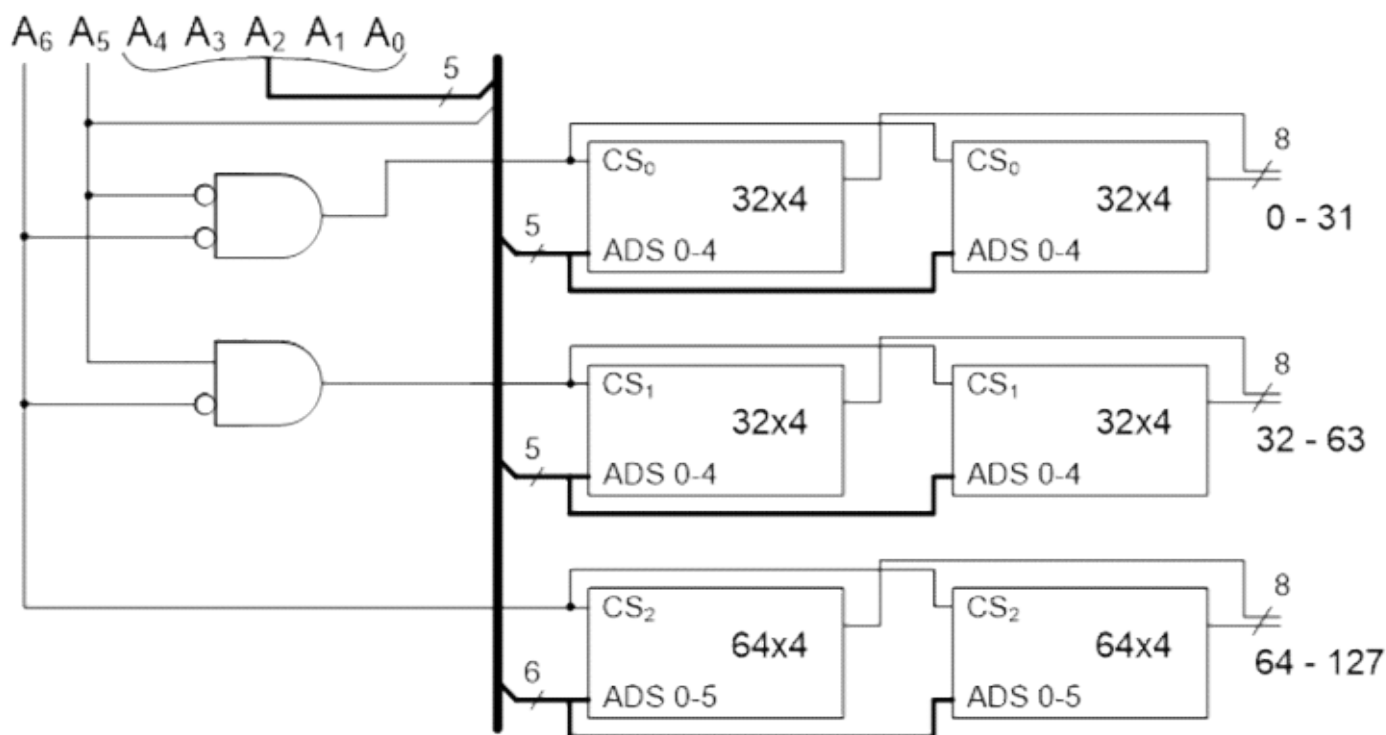 A₆ A₅ A₄ A₃ A₂ A₁ A₀
5
8
CS₀ CS₀
32x4 32x4
0 - 31
5
ADS 0-4 ADS 0-4
8
CS₁ CS₁
32x4 32x4
32 - 63
5
ADS 0-4 ADS 0-4
8
CS₂ CS₂
64x4 64x4
64 - 127
6
ADS 0-5 ADS 0-5